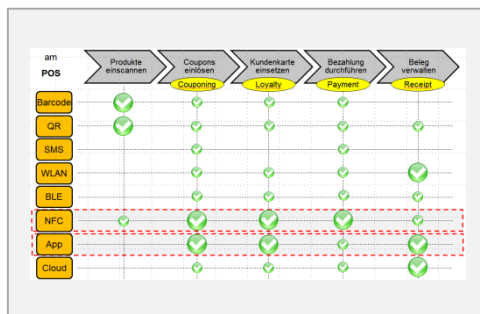 am
POS
Produkte
einscannen
Coupons
einlösen
Kundenkarte
einsetzen
Bezahlung
durchführen
Beleg
verwalten
Couponing
Loyalty
Payment
Receipt
Barcode
QR
SMS
WLAN
BLE
NFC
App
Cloud